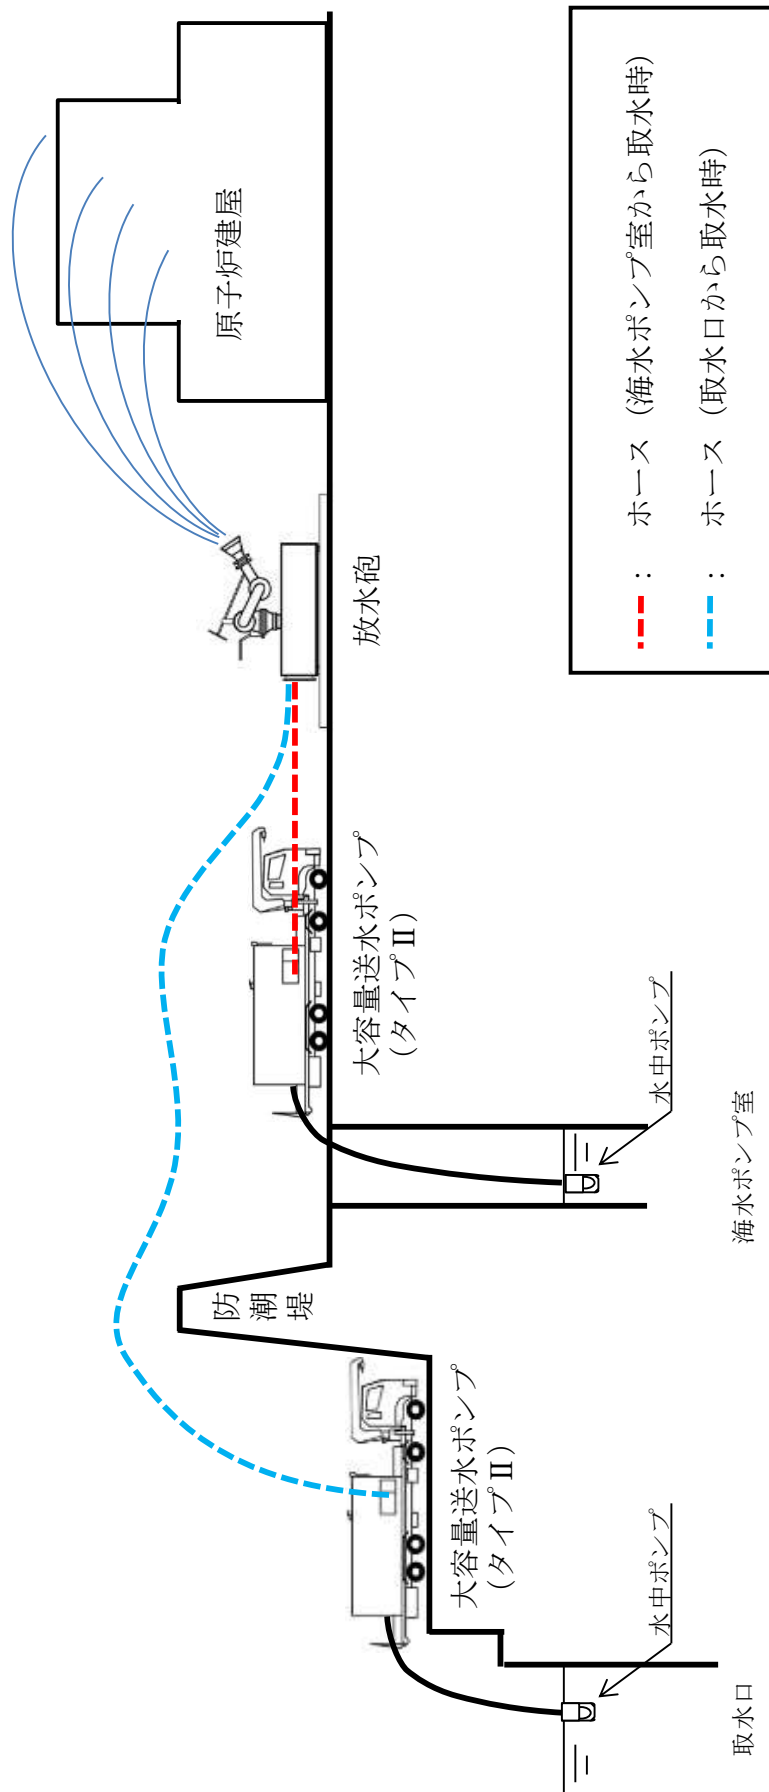 原子炉建屋
放水砲
大容量送水ポンプ
(タイプⅡ)
防潮堤
大容量送水ポンプ
(タイプⅡ)
水中ポンプ
海水ポンプ室
水中ポンプ
取水口
: ホース (海水ポンプ室から取水時)
: ホース (取水口から取水時)